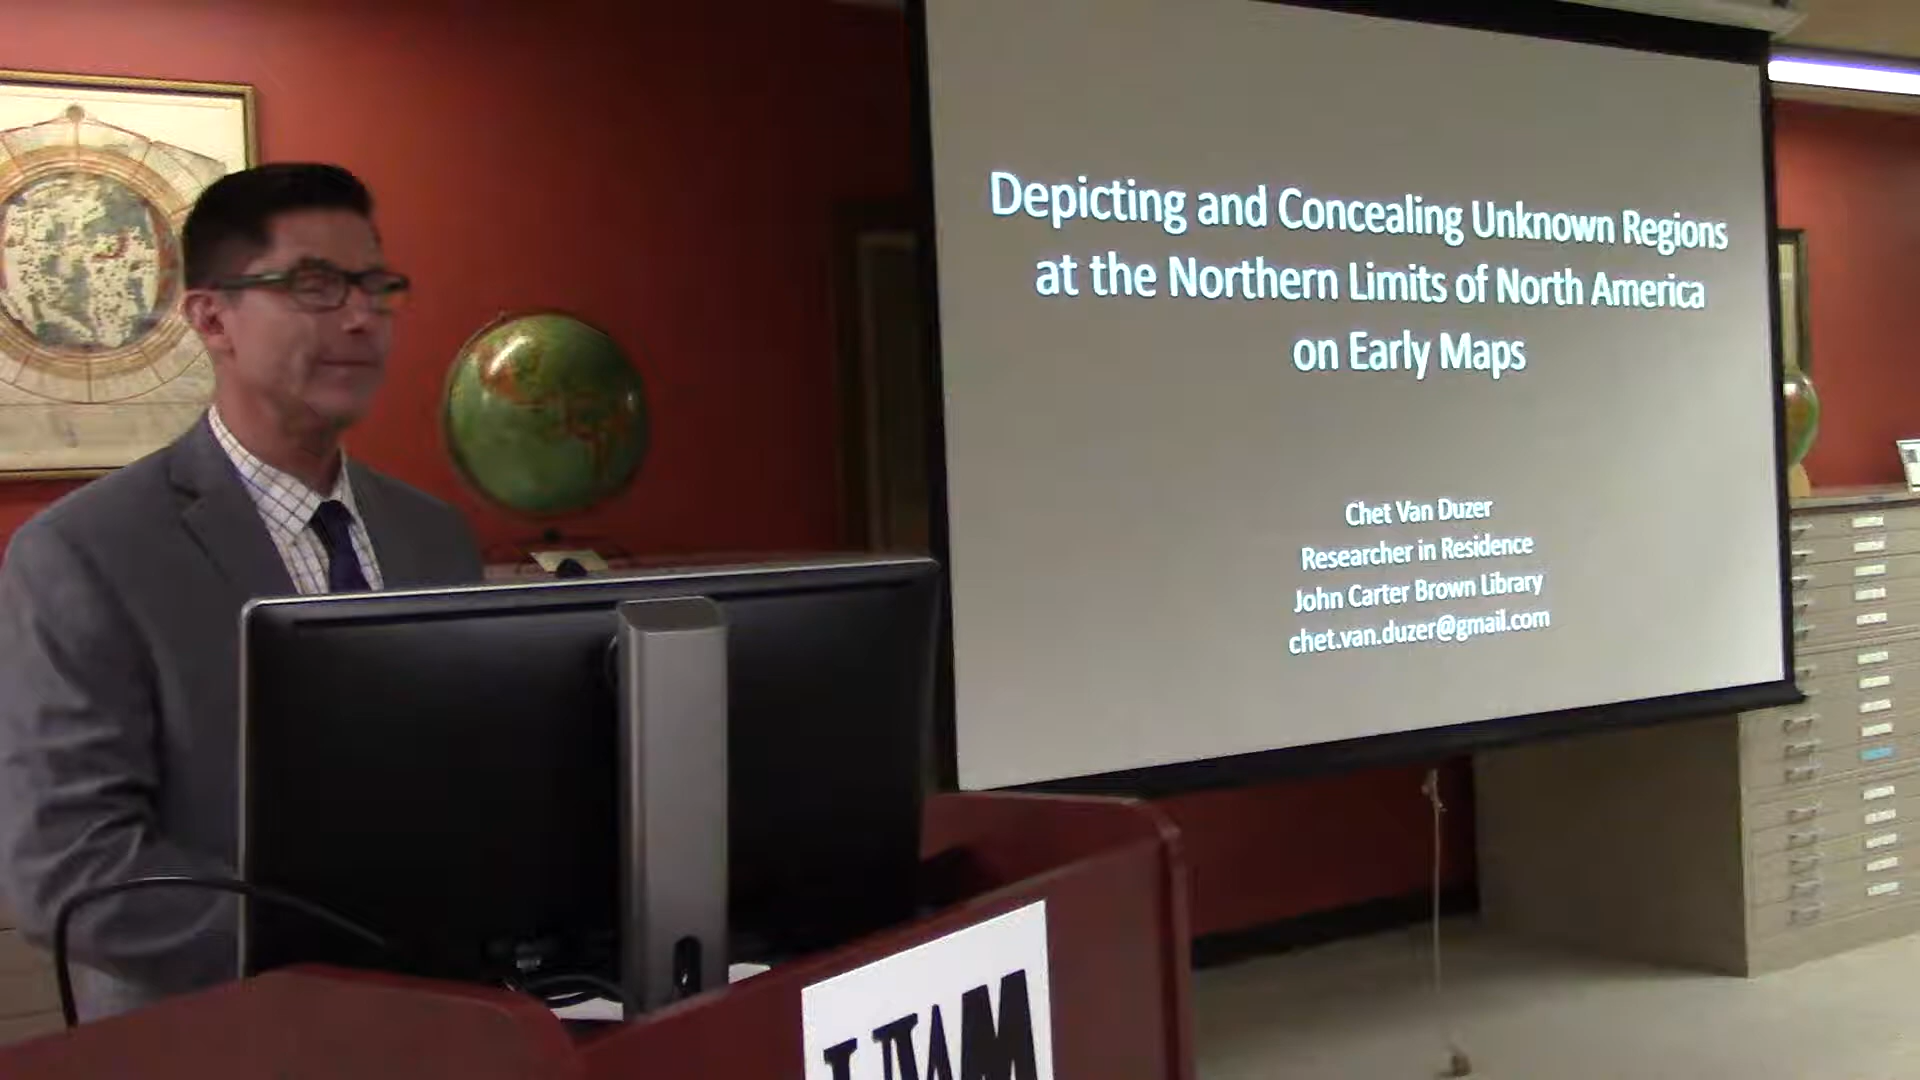 Depicting and Concealing Unknown Regions
at the Northern Limits of North America
on Early Maps
Chet Van Duzer
Researcher in Residence
John Carter Brown Library
chet.van.duzer@gmail.com
UWM